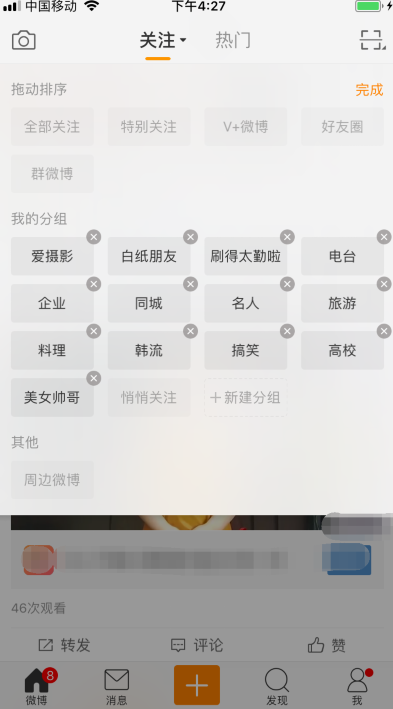 中国移动 下午4:27
关注 热门
拖动排序 完成
全部关注 特别关注 V+微博 好友圈
群微博
我的分组
爱摄影 白纸朋友 刷得太勤啦 电台
企业 同城 名人 旅游
料理 韩流 搞笑 高校
美女帅哥 悄悄关注 +新建分组
其他
周边微博
46次观看
转发 评论 赞
8
微博 消息 发现 我